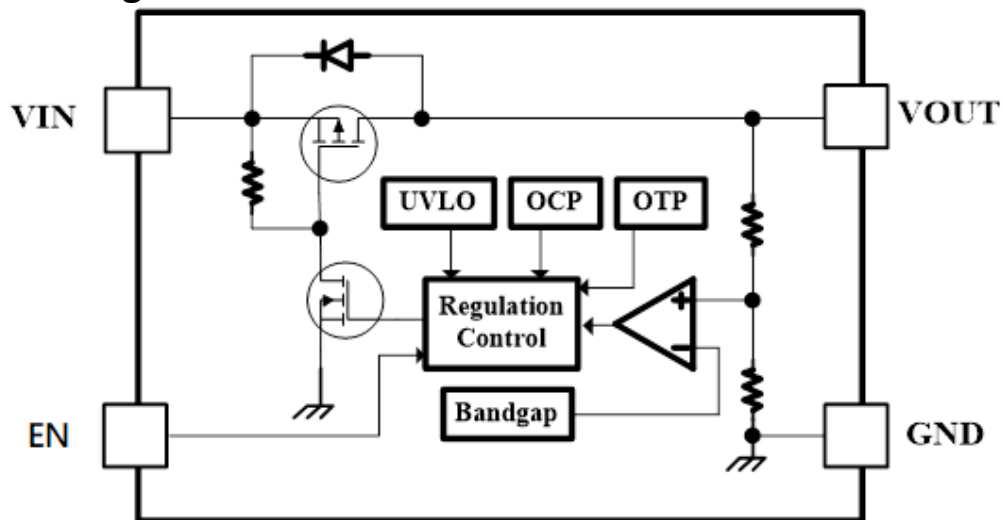 VIN
VOUT
UVLO
OCP
OTP
Regulation
Control
+
-
Bandgap
EN
GND